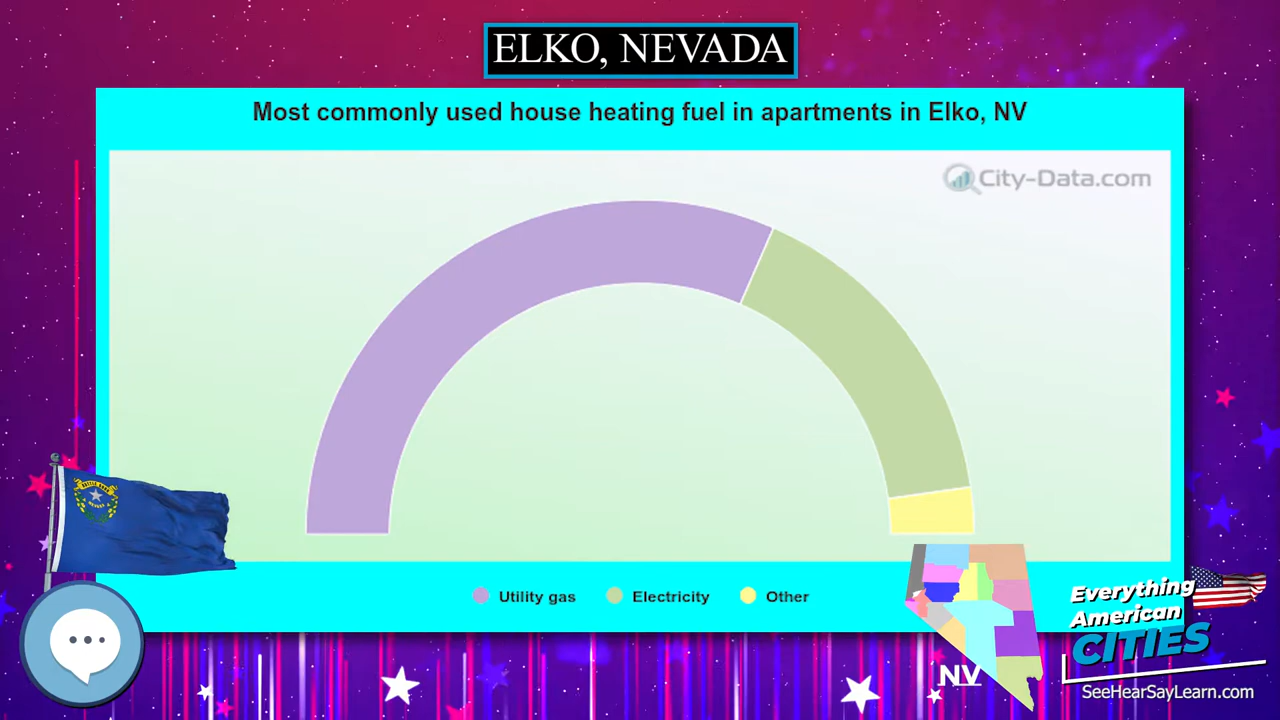 ELKO, NEVADA
Most commonly used house heating fuel in apartments in Elko, NV
City-Data.com
Utility gas
Electricity
Other
NV
Everything
American
CITIES
SeeHearSayLearn.com